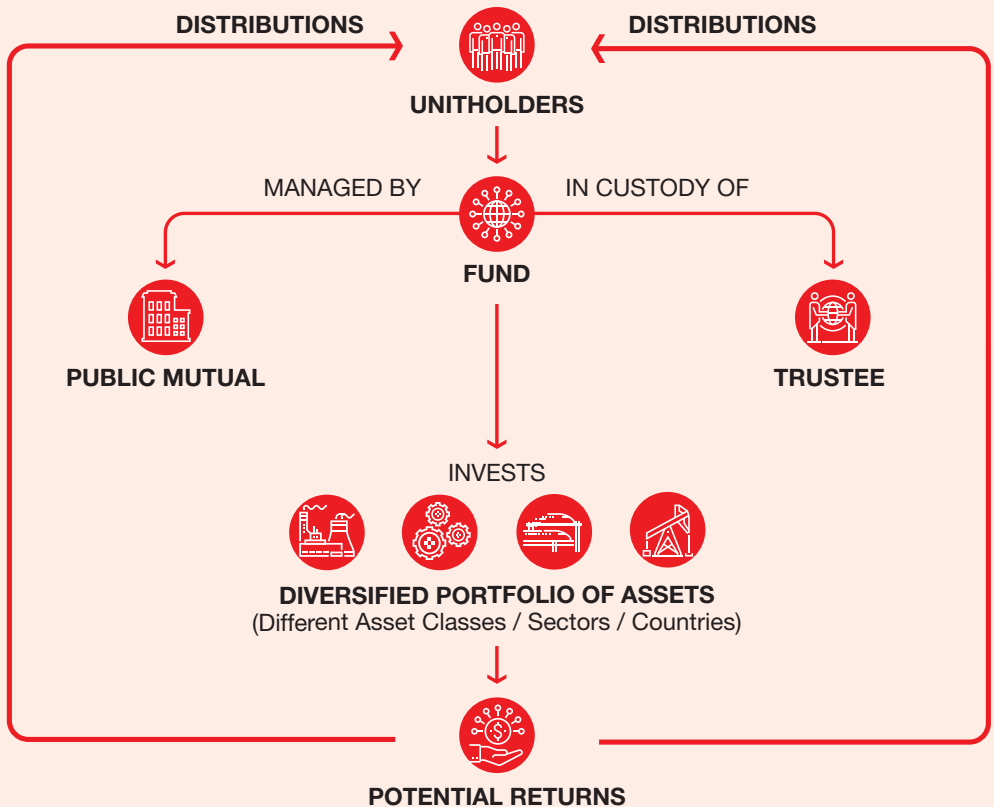 DISTRIBUTIONS
DISTRIBUTIONS
UNITHOLDERS
MANAGED BY
IN CUSTODY OF
FUND
PUBLIC MUTUAL
TRUSTEE
INVESTS
DIVERSIFIED PORTFOLIO OF ASSETS
(Different Asset Classes / Sectors / Countries)
$
POTENTIAL RETURNS